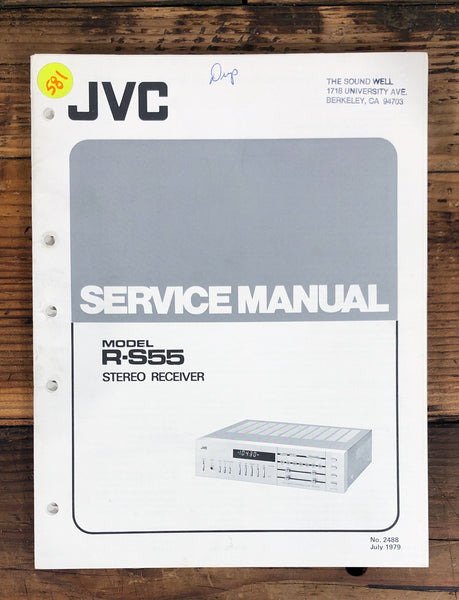 Dup
581
THE SOUND WELL
1718 UNIVERSITY AVE.
BERKELEY, CA 94703
JVC
SERVICE MANUAL
MODEL
R-S55
STEREO RECEIVER
JVC
10430
No. 2488
July 1979